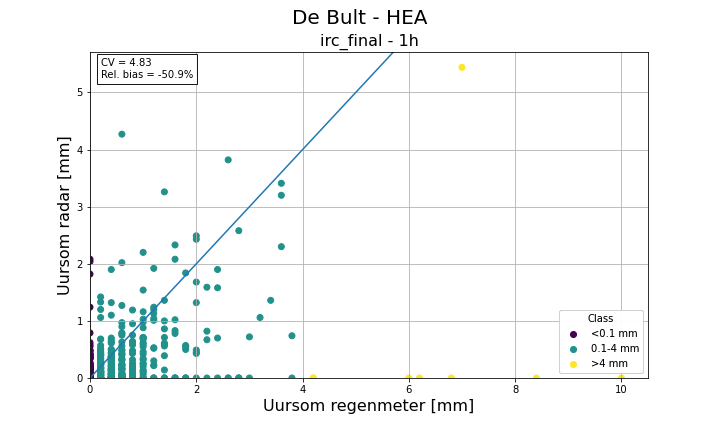 De Bult - HEA
irc_final - 1h
CV = 4.83
Rel. bias = -50.9%
Uursom radar [mm]
5
4
3
2
1
0
0 2 4 6 8 10
Uursom regenmeter [mm]
Class
<0.1 mm
0.1-4 mm
>4 mm